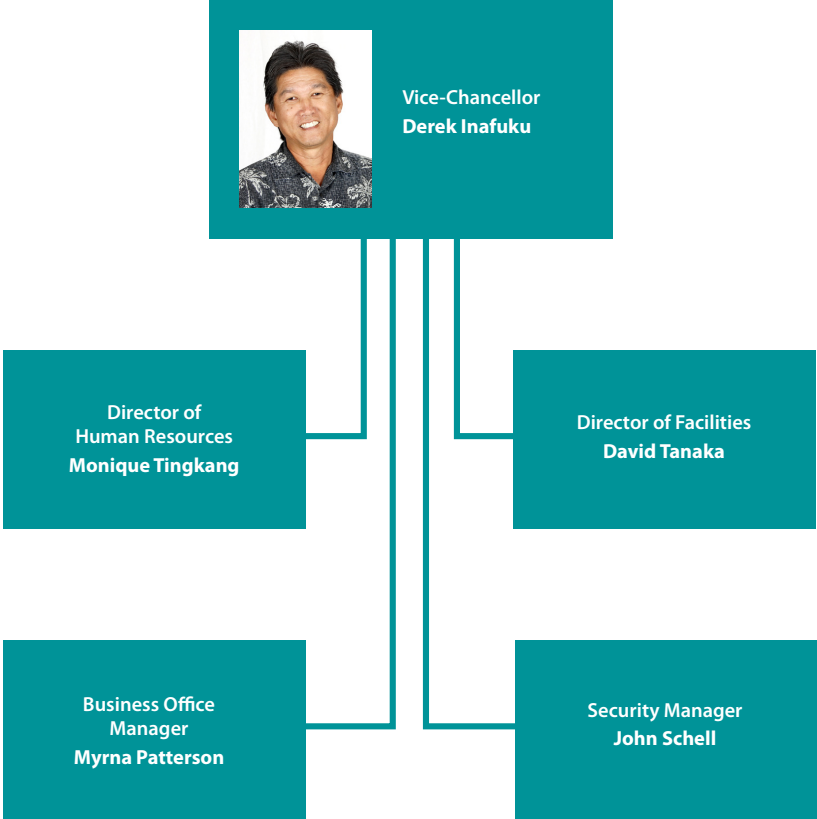 Vice-Chancellor
Derek Inafuku
Director of
Human Resources
Monique Tingkang
Director of Facilities
David Tanaka
Business Office
Manager
Myrna Patterson
Security Manager
John Schell